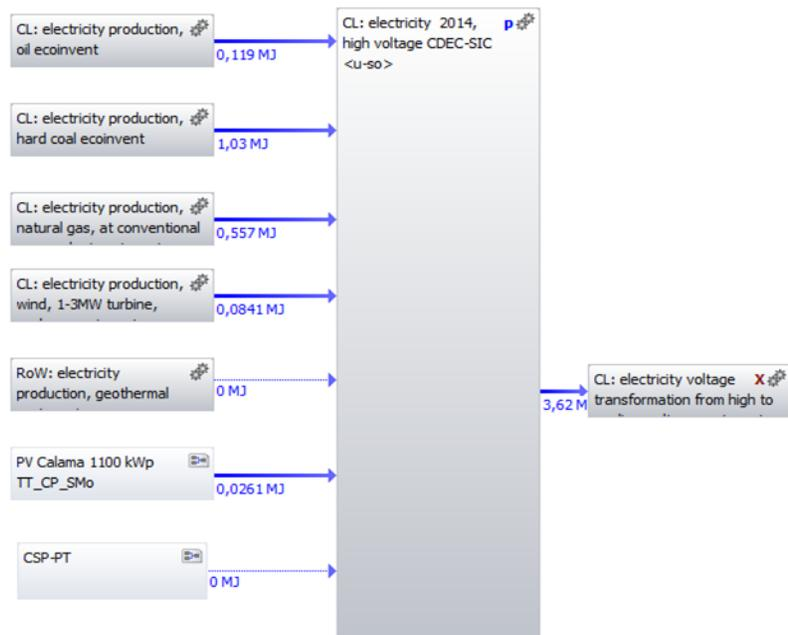 CL: electricity production,
oil ecoinvent
0,119 MJ
CL: electricity 2014,
high voltage CDEC-SIC
<u-so>
p
CL: electricity production,
hard coal ecoinvent
1,03 MJ
CL: electricity production,
natural gas, at conventional
0,557 MJ
CL: electricity production,
wind, 1-3MW turbine,
0,0841 MJ
RoW: electricity
production, geothermal
0 MJ
CL: electricity voltage X
transformation from high to
3,62 M
PV Calama 1100 kWp
TT_CP_SMo
0,0261 MJ
CSP-PT
0 MJ